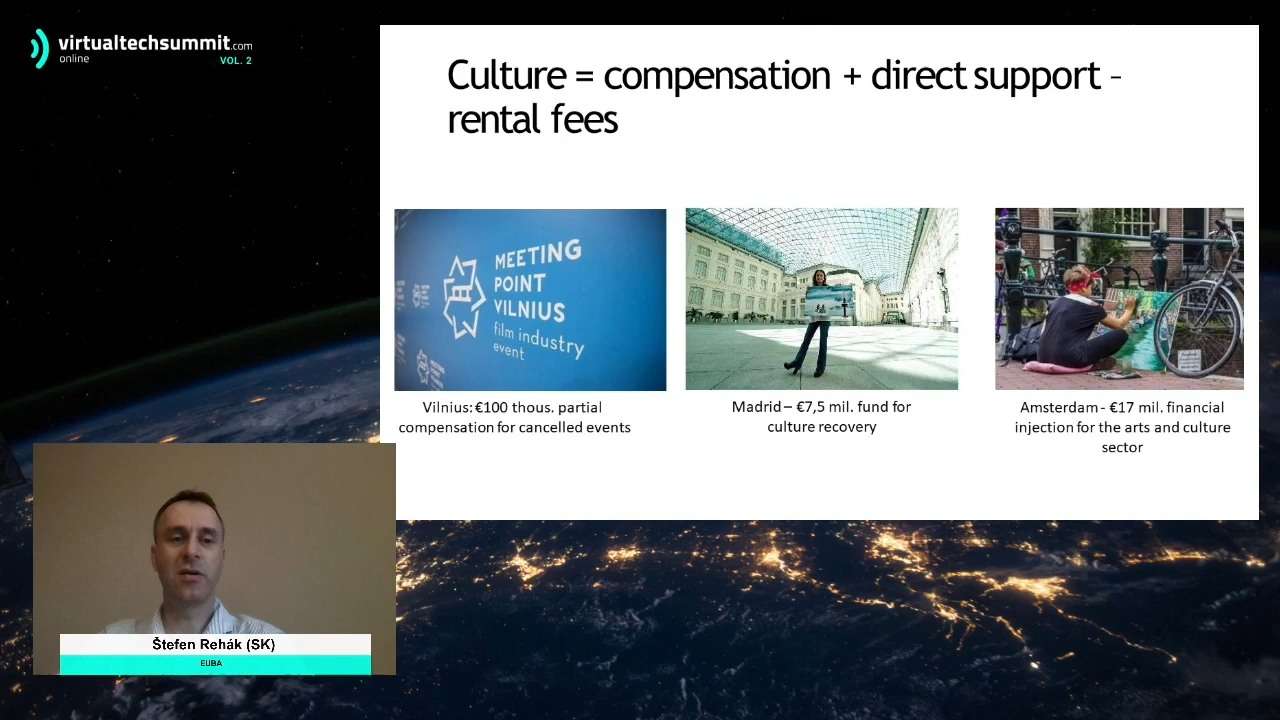 virtualtechsummit.com
online
VOL. 2
Culture = compensation + direct support –
rental fees
MEETING
POINT
VILNIUS
film industry
event
Vilnius: €100 thous. partial
compensation for cancelled events
Madrid – €7,5 mil. fund for
culture recovery
Amsterdam - €17 mil. financial
injection for the arts and culture
sector
Štefen Rehák (SK)
EUBA